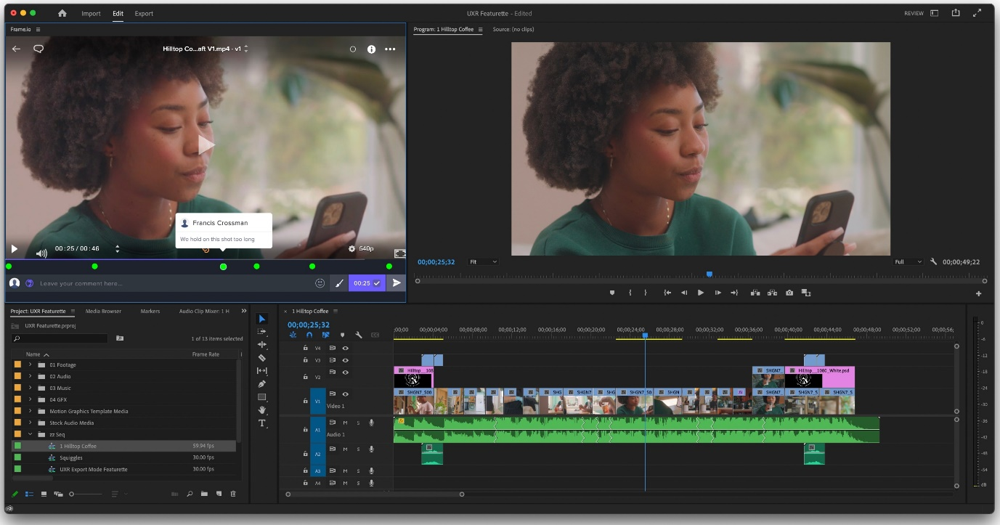 Import Edit Export
UXR Featurette - Edited
REVIEW
Frame.io
Hilltop Co...aft V1.mp4 · v1
Francis Crossman
We hold on this shot too long
00:25 / 00:46
540p
Leave your comment here...
00:25
Program: 1 Hilltop Coffee Source: (no clips)
00;00;25;32 Fit Full 00;00;49;22
Project: UXR Featurette Media Browser Markers Audio Clip Mixer: 1 H
UXR Featurette.prproj
1 of 13 items selected
Name Frame Rate
01 Footage
02 Audio
03 Music
04 GFX
Motion Graphics Template Media
Stock Audio Media
zz Seq
1 Hilltop Coffee 59.94 fps
Squiggles 30.00 fps
UXR Export Mode Featurette 30.00 fps
T
× 1 Hilltop Coffee
00;00;25;32
;00;00 00;00;04;00 00;00;08;00 00;00;12;00 00;00;16;00 00;00;20;00 00;00;24;00 00;00;28;00 00;00;32;00 00;00;36;00 00;00;40;00 00;00;44;00 00;00;48;00 00;00;52;00 00;00;56;
V4
V3
V2
Hilltop__108 SHGN7_ Hilltop__1080_White.psd
V1
Video 1
SHGN7_S00 SHG SHGN7 SHG SHGN7_S0 SHGN SHGN7_ SHGN7_S SHGN7_S
A1 M S
Audio 1
fx
A2 M S
A3 M S
A4 M S
0
-6
-12
-18
-24
-30
-36
-42
-48
-54
dB